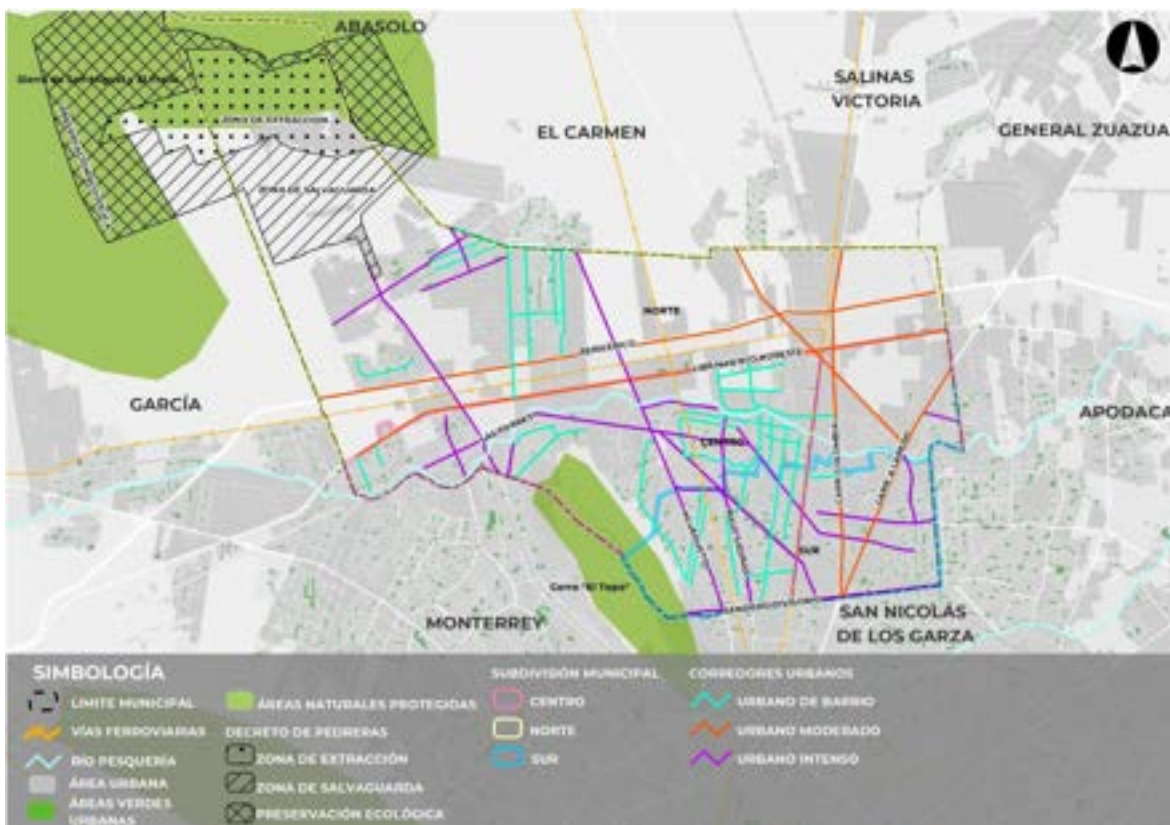 ABASOLO
SALINAS
VICTORIA
EL CARMEN
GENERAL ZUAZUA
ZONA DE EXTRACCIÓN
ZONA DE SALVAGUARDA
NORTE
PERIFÉRICO
GARCÍA
APODACA
CENTRO
SUR
Cerro "El Topo"
MONTERREY
SAN NICOLÁS
DE LOS GARZA
SIMBOLOGÍA
LÍMITE MUNICIPAL
VÍAS FERROVIARIAS
RÍO PESQUERÍA
ÁREA URBANA
ÁREAS VERDES
URBANAS
ÁREAS NATURALES PROTEGIDAS
DECRETO DE PEDRERAS
ZONA DE EXTRACCIÓN
ZONA DE SALVAGUARDA
PRESERVACIÓN ECOLÓGICA
SUBDIVISIÓN MUNICIPAL
CENTRO
NORTE
SUR
CORREDORES URBANOS
URBANO DE BARRIO
URBANO MODERADO
URBANO INTENSO